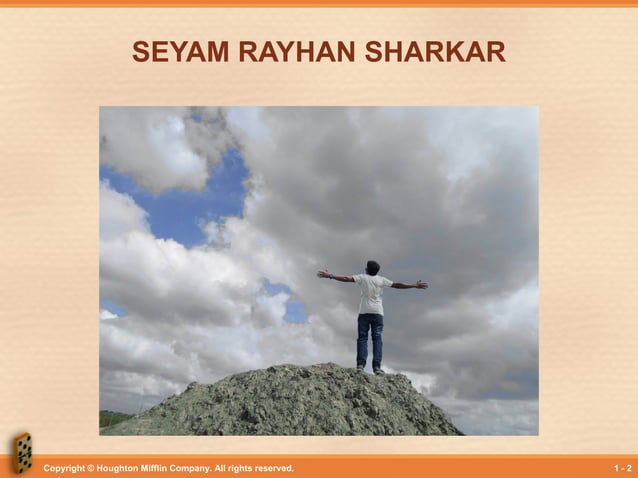 SEYAM RAYHAN SHARKAR
Copyright © Houghton Mifflin Company. All rights reserved.
1 - 2